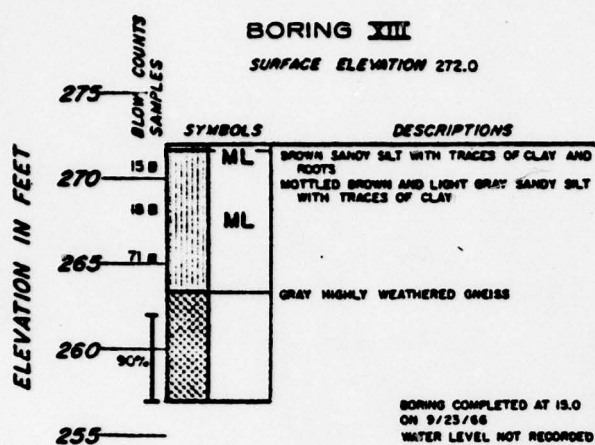 BORING XIII
SURFACE ELEVATION 272.0
BLOW COUNTS
SAMPLES
SYMBOLS
DESCRIPTIONS
ELEVATION IN FEET
275
270
265
260
255
15
18
71
90%
ML
ML
BROWN SANDY SILT WITH TRACES OF CLAY AND
ROOTS
MOTTLED BROWN AND LIGHT GRAY SANDY SILT
WITH TRACES OF CLAY
GRAY HIGHLY WEATHERED GNEISS
BORING COMPLETED AT 15.0
ON 9/23/66
WATER LEVEL NOT RECORDED